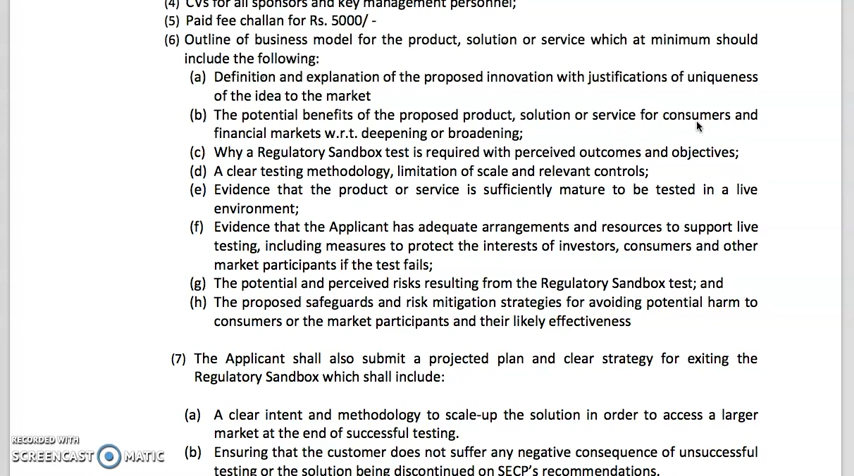 (4) CVs for all sponsors and key management personnel;
(5) Paid fee challan for Rs. 5000/ -
(6) Outline of business model for the product, solution or service which at minimum should
include the following:
(a) Definition and explanation of the proposed innovation with justifications of uniqueness
of the idea to the market
(b) The potential benefits of the proposed product, solution or service for consumers and
financial markets w.r.t. deepening or broadening;
(c) Why a Regulatory Sandbox test is required with perceived outcomes and objectives;
(d) A clear testing methodology, limitation of scale and relevant controls;
(e) Evidence that the product or service is sufficiently mature to be tested in a live
environment;
(f) Evidence that the Applicant has adequate arrangements and resources to support live
testing, including measures to protect the interests of investors, consumers and other
market participants if the test fails;
(g) The potential and perceived risks resulting from the Regulatory Sandbox test; and
(h) The proposed safeguards and risk mitigation strategies for avoiding potential harm to
consumers or the market participants and their likely effectiveness
(7) The Applicant shall also submit a projected plan and clear strategy for exiting the
Regulatory Sandbox which shall include:
(a) A clear intent and methodology to scale-up the solution in order to access a larger
market at the end of successful testing.
(b) Ensuring that the customer does not suffer any negative consequence of unsuccessful
testing or the solution being discontinued on SECP's recommendations.
RECORDED WITH
SCREENCAST MATIC